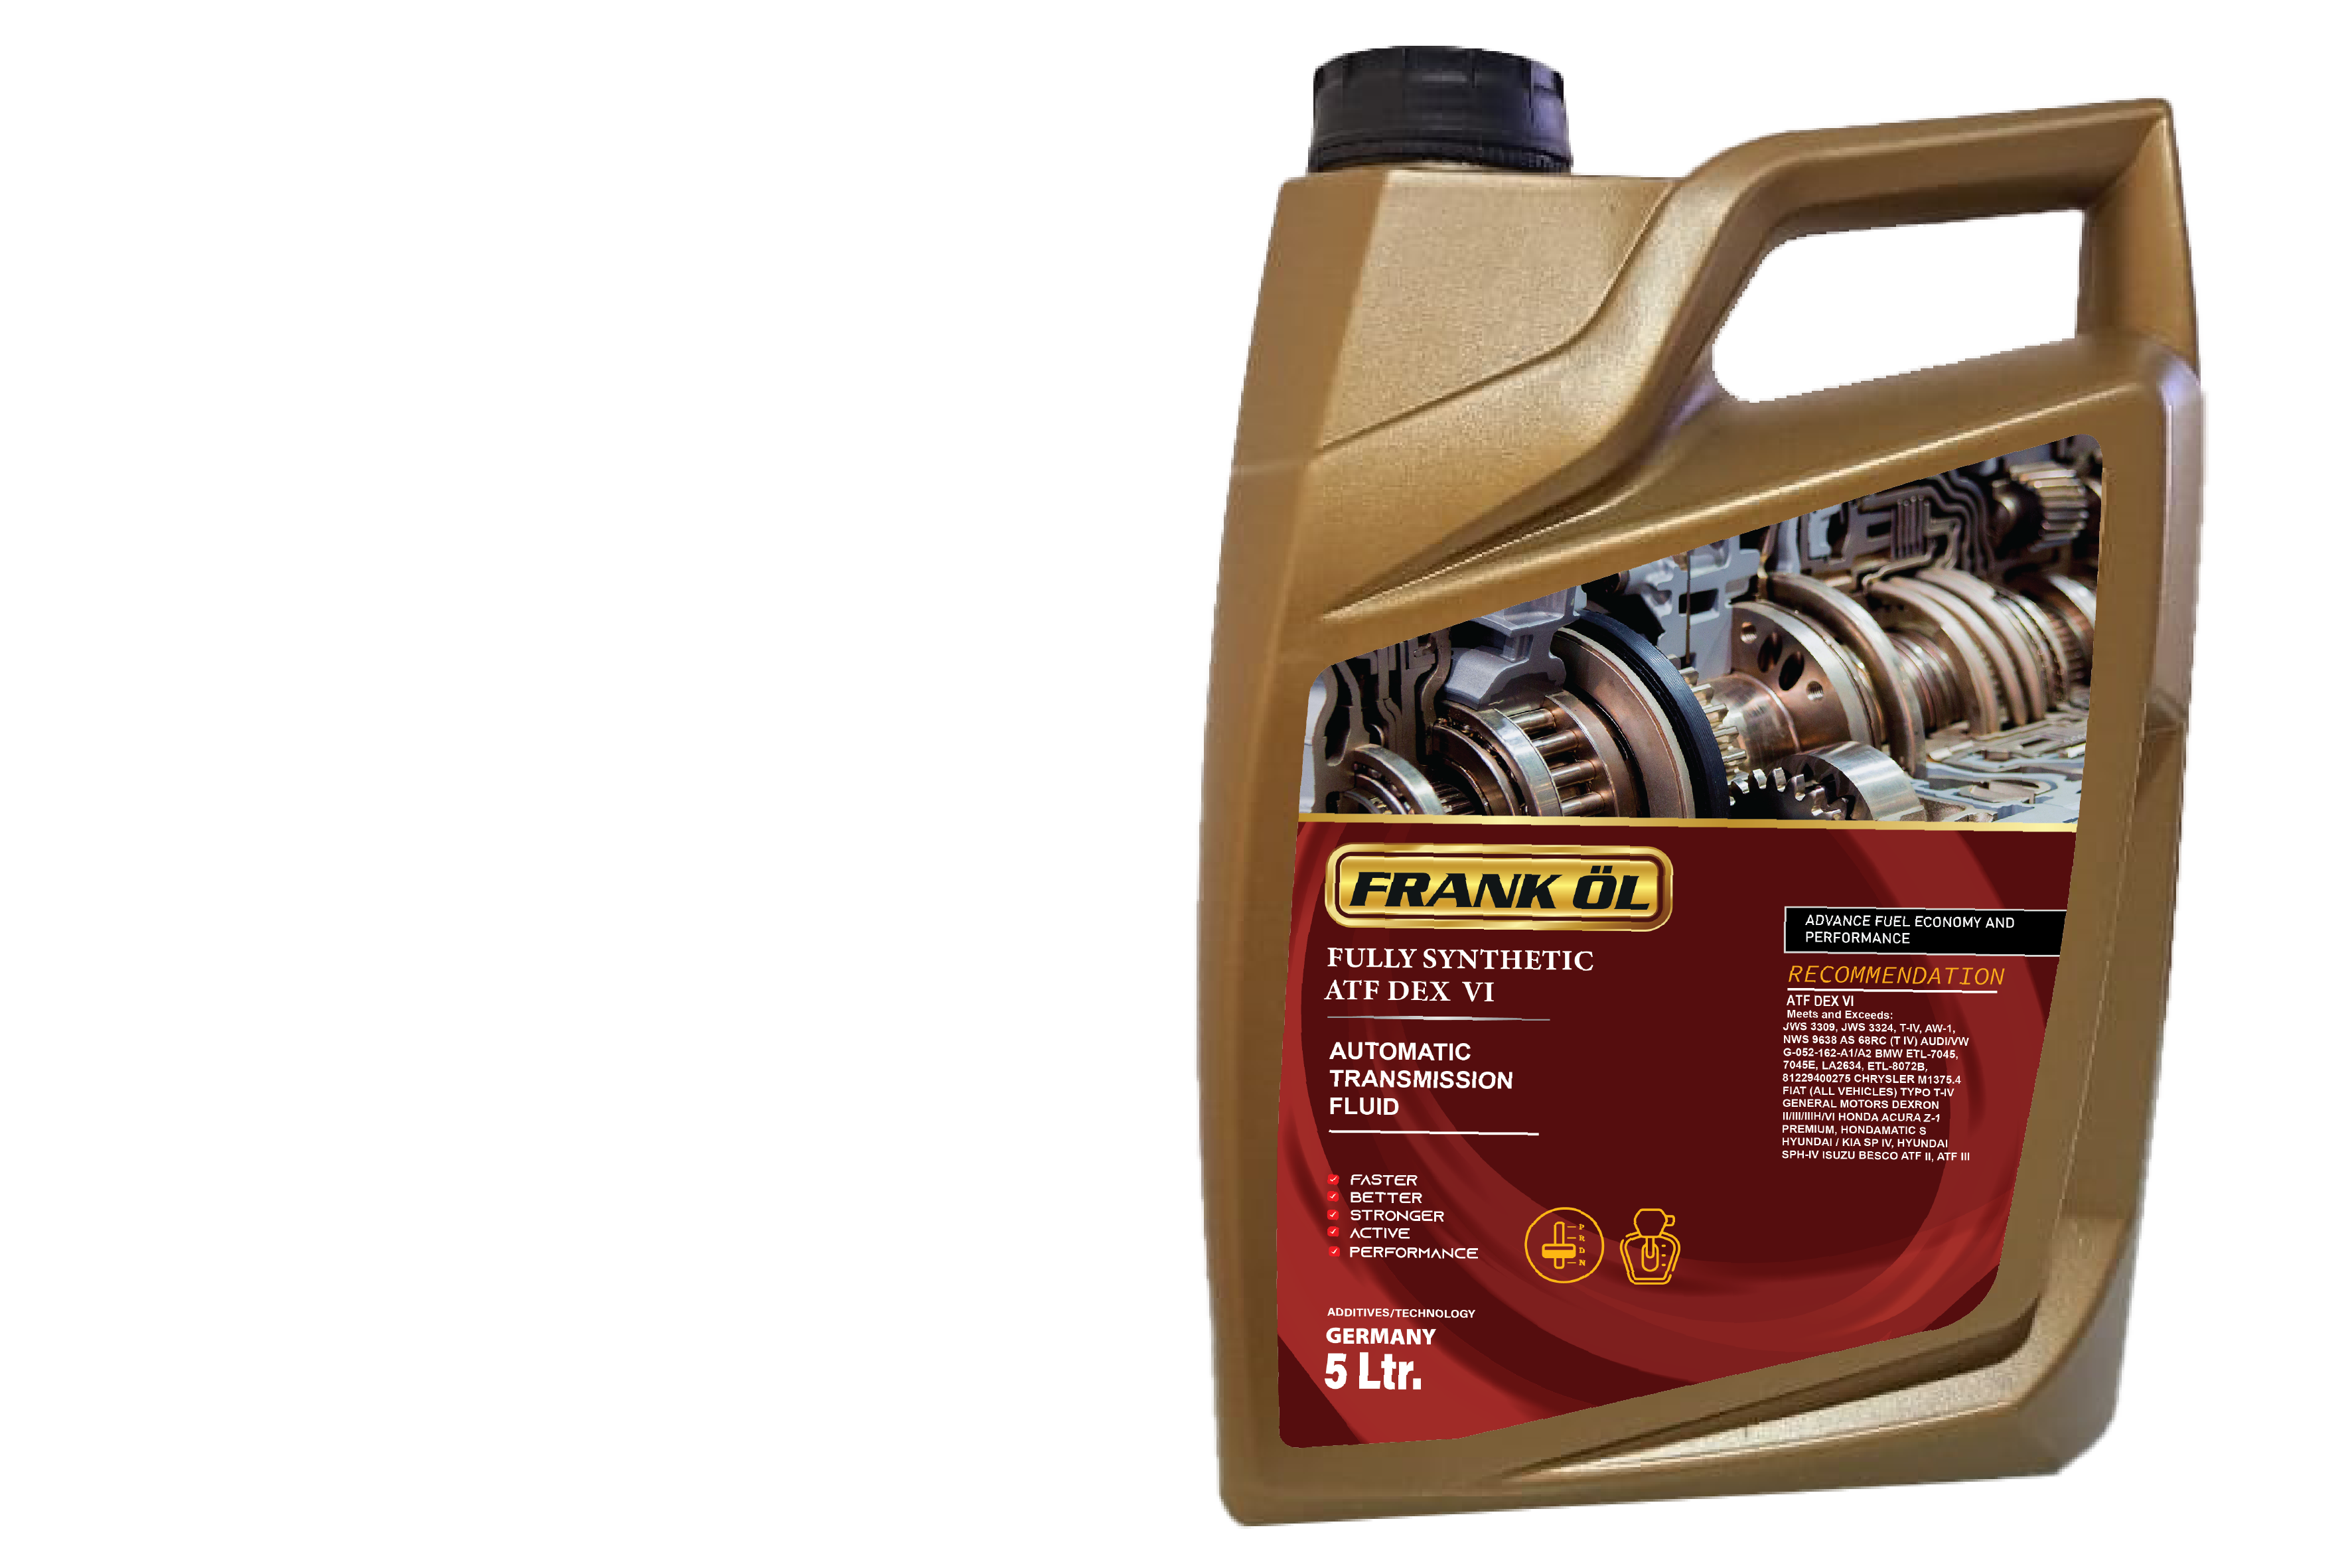 FRANK ÖL
FULLY SYNTHETIC
ATF DEX VI
AUTOMATIC
TRANSMISSION
FLUID
FASTER
BETTER
STRONGER
ACTIVE
PERFORMANCE
P
R
D
N
ADDITIVES/TECHNOLOGY
GERMANY
5 Ltr.
ADVANCE FUEL ECONOMY AND
PERFORMANCE
RECOMMENDATION
ATF DEX VI
Meets and Exceeds:
JWS 3309, JWS 3324, T-IV, AW-1,
NWS 9638 AS 68RC (T IV) AUDI/VW
G-052-162-A1/A2 BMW ETL-7045,
7045E, LA2634, ETL-8072B,
81229400275 CHRYSLER M1375.4
FIAT (ALL VEHICLES) TYPO T-IV
GENERAL MOTORS DEXRON
II/III/IIIH/VI HONDA ACURA Z-1
PREMIUM, HONDAMATIC S
HYUNDAI / KIA SP IV, HYUNDAI
SPH-IV ISUZU BESCO ATF II, ATF III